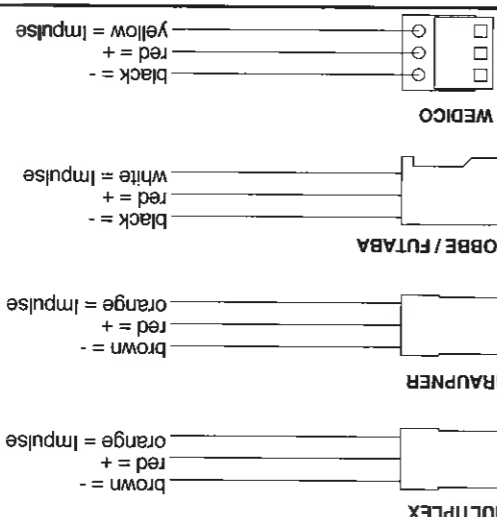 ULTIPLEX
brown = -
red = +
orange = Impulse
RAUPNER
brown = -
red = +
orange = Impulse
OBBE / FUTABA
black = -
red = +
white = Impulse
WEDICO
black = -
red = +
yellow = Impulse